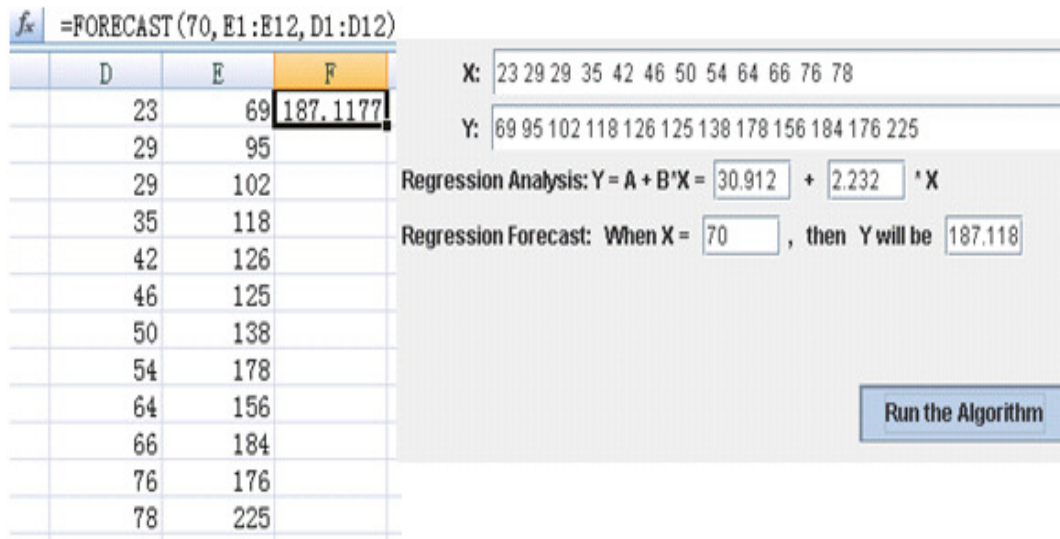 fx =FORECAST(70,E1:E12,D1:D12)
D E F
23 69 187.1177
29 95
29 102
35 118
42 126
46 125
50 138
54 178
64 156
66 184
76 176
78 225
X: 23 29 29 35 42 46 50 54 64 66 76 78
Y: 69 95 102 118 126 125 138 178 156 184 176 225
Regression Analysis: Y = A + B*X = 30.912 + 2.232 * X
Regression Forecast: When X = 70 , then Y will be 187.118
Run the Algorithm